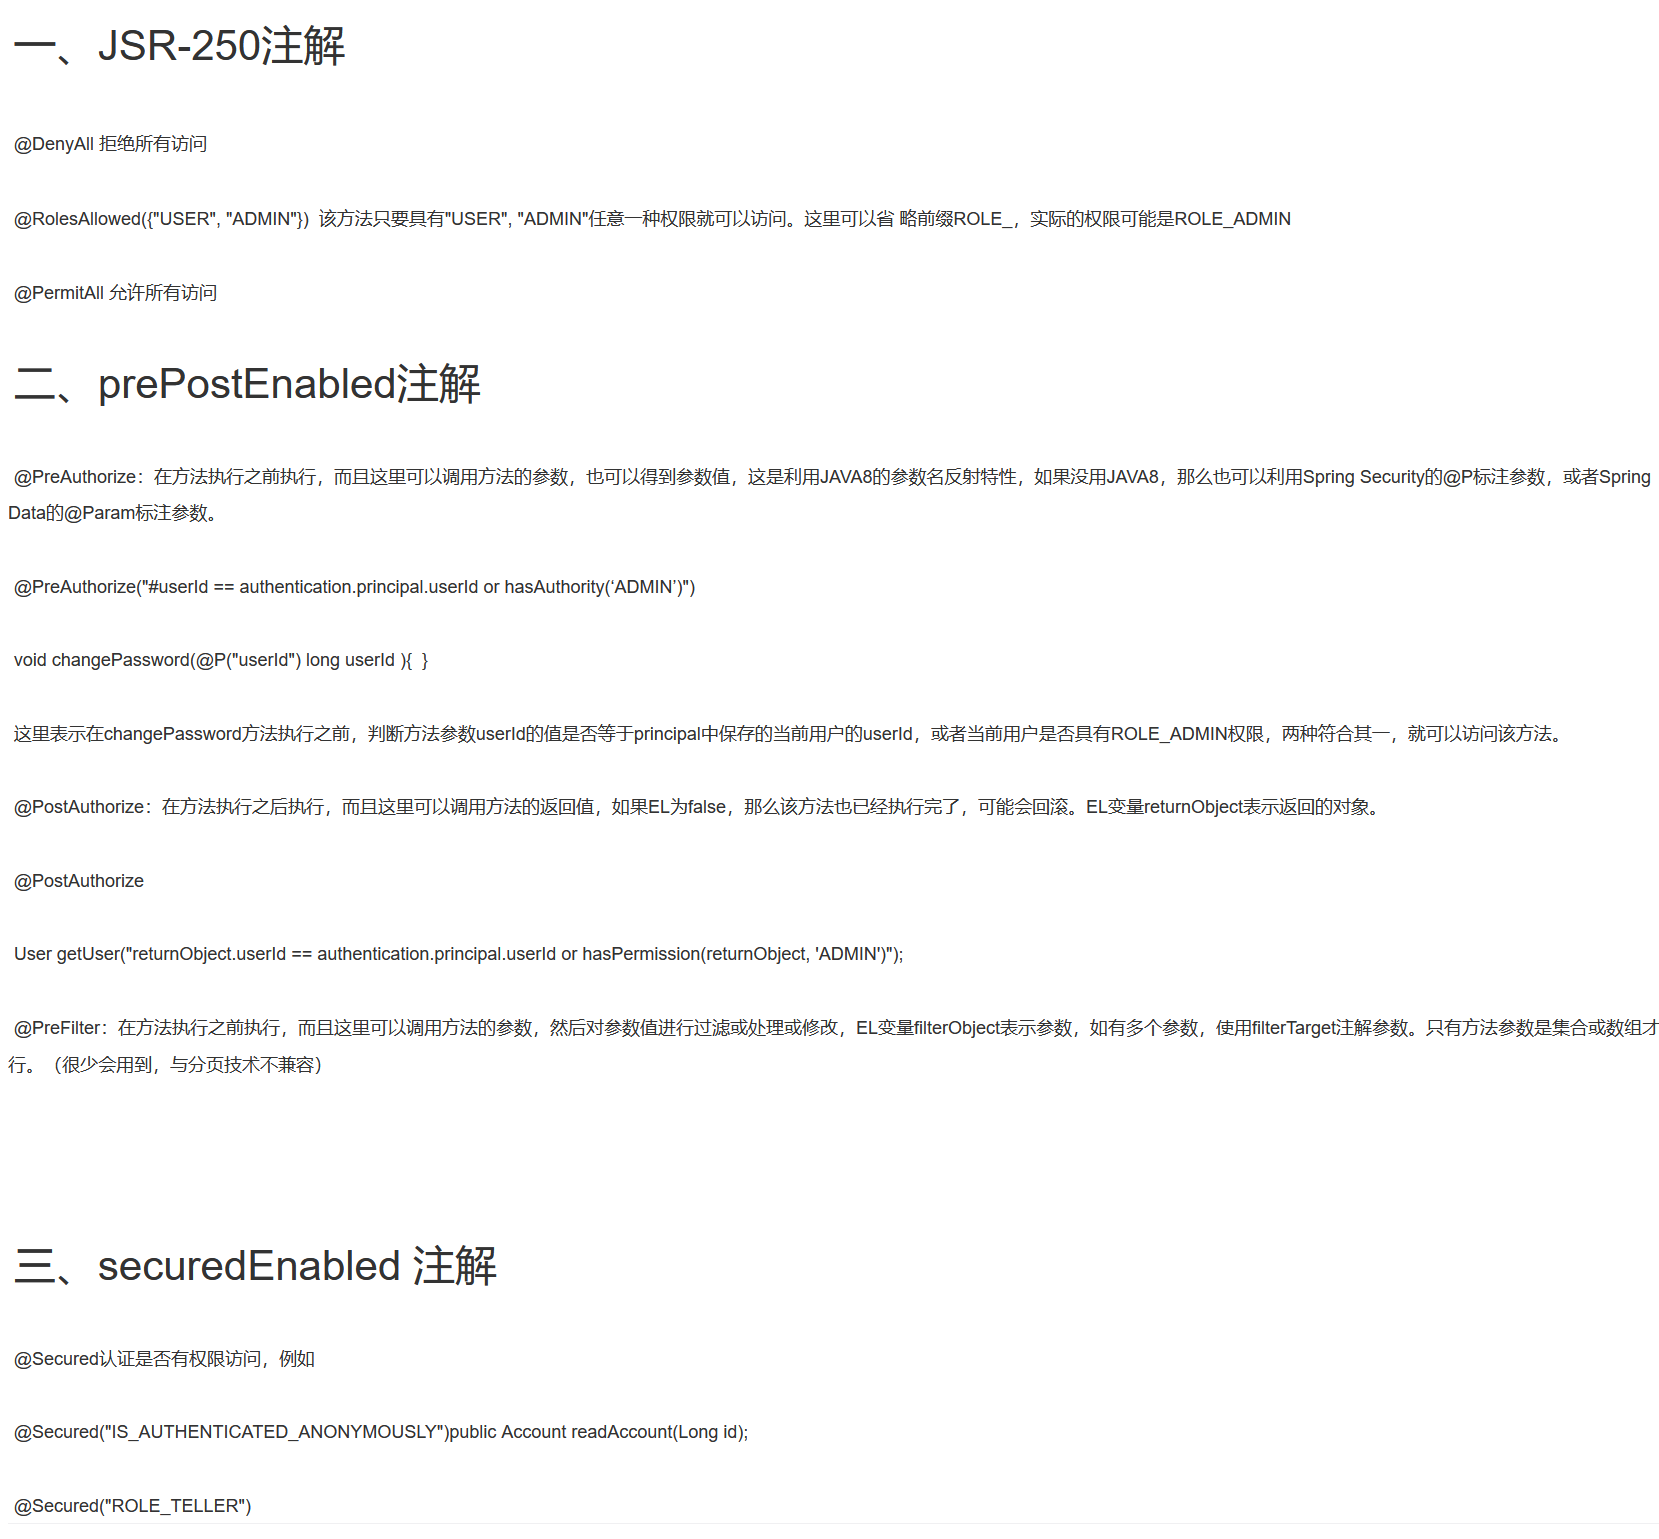 一、JSR-250注解
@DenyAll 拒绝所有访问
@RolesAllowed({"USER", "ADMIN"})  该方法只要具有"USER", "ADMIN"任意一种权限就可以访问。这里可以省 略前缀ROLE_，实际的权限可能是ROLE_ADMIN
@PermitAll 允许所有访问
二、prePostEnabled注解
@PreAuthorize：在方法执行之前执行，而且这里可以调用方法的参数，也可以得到参数值，这是利用JAVA8的参数名反射特性，如果没用JAVA8，那么也可以利用Spring Security的@P标注参数，或者Spring
Data的@Param标注参数。
@PreAuthorize("#userId == authentication.principal.userId or hasAuthority(‘ADMIN’)")
void changePassword(@P("userId") long userId ){  }
这里表示在changePassword方法执行之前，判断方法参数userId的值是否等于principal中保存的当前用户的userId，或者当前用户是否具有ROLE_ADMIN权限，两种符合其一，就可以访问该方法。
@PostAuthorize：在方法执行之后执行，而且这里可以调用方法的返回值，如果EL为false，那么该方法也已经执行完了，可能会回滚。EL变量returnObject表示返回的对象。
@PostAuthorize
User getUser("returnObject.userId == authentication.principal.userId or hasPermission(returnObject, 'ADMIN')");
@PreFilter：在方法执行之前执行，而且这里可以调用方法的参数，然后对参数值进行过滤或处理或修改，EL变量filterObject表示参数，如有多个参数，使用filterTarget注解参数。只有方法参数是集合或数组才
行。（很少会用到，与分页技术不兼容）
三、securedEnabled 注解
@Secured认证是否有权限访问，例如
@Secured("IS_AUTHENTICATED_ANONYMOUSLY")public Account readAccount(Long id);
@Secured("ROLE_TELLER")